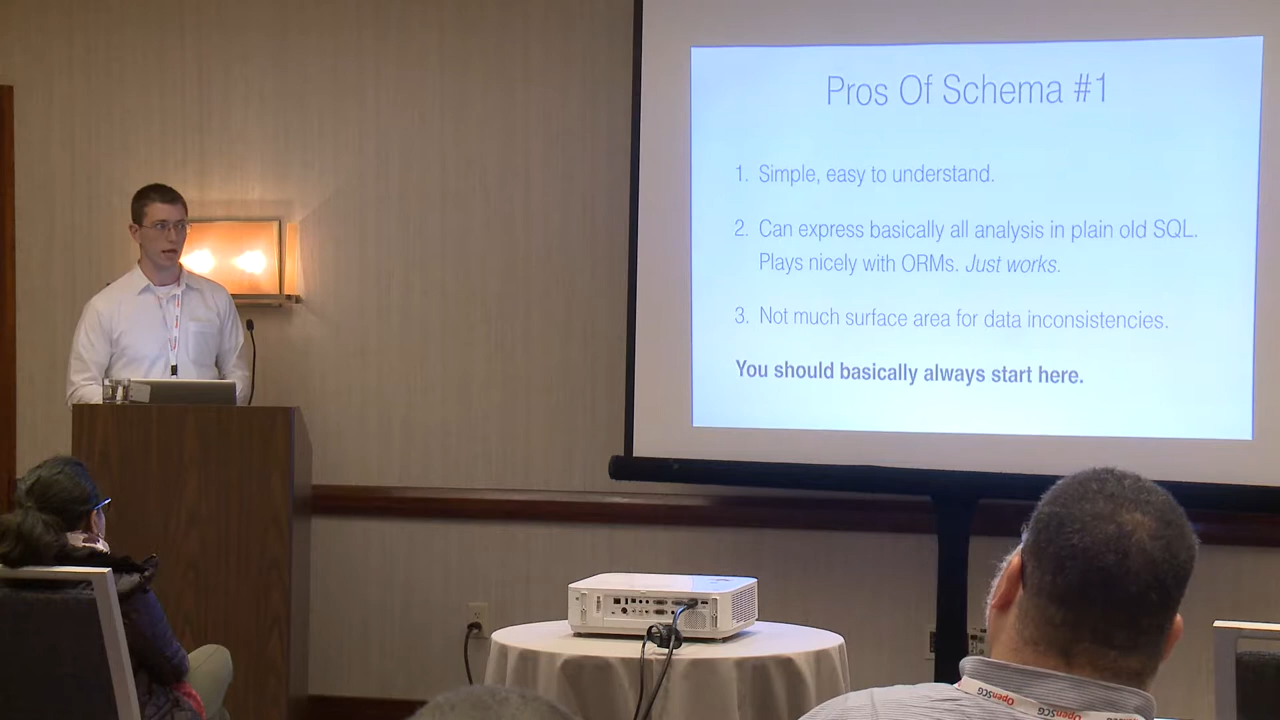 Pros Of Schema #1
1. Simple, easy to understand.
2. Can express basically all analysis in plain old SQL.
Plays nicely with ORMs. Just works.
3. Not much surface area for data inconsistencies.
You should basically always start here.
OpenSCG OpenSCG